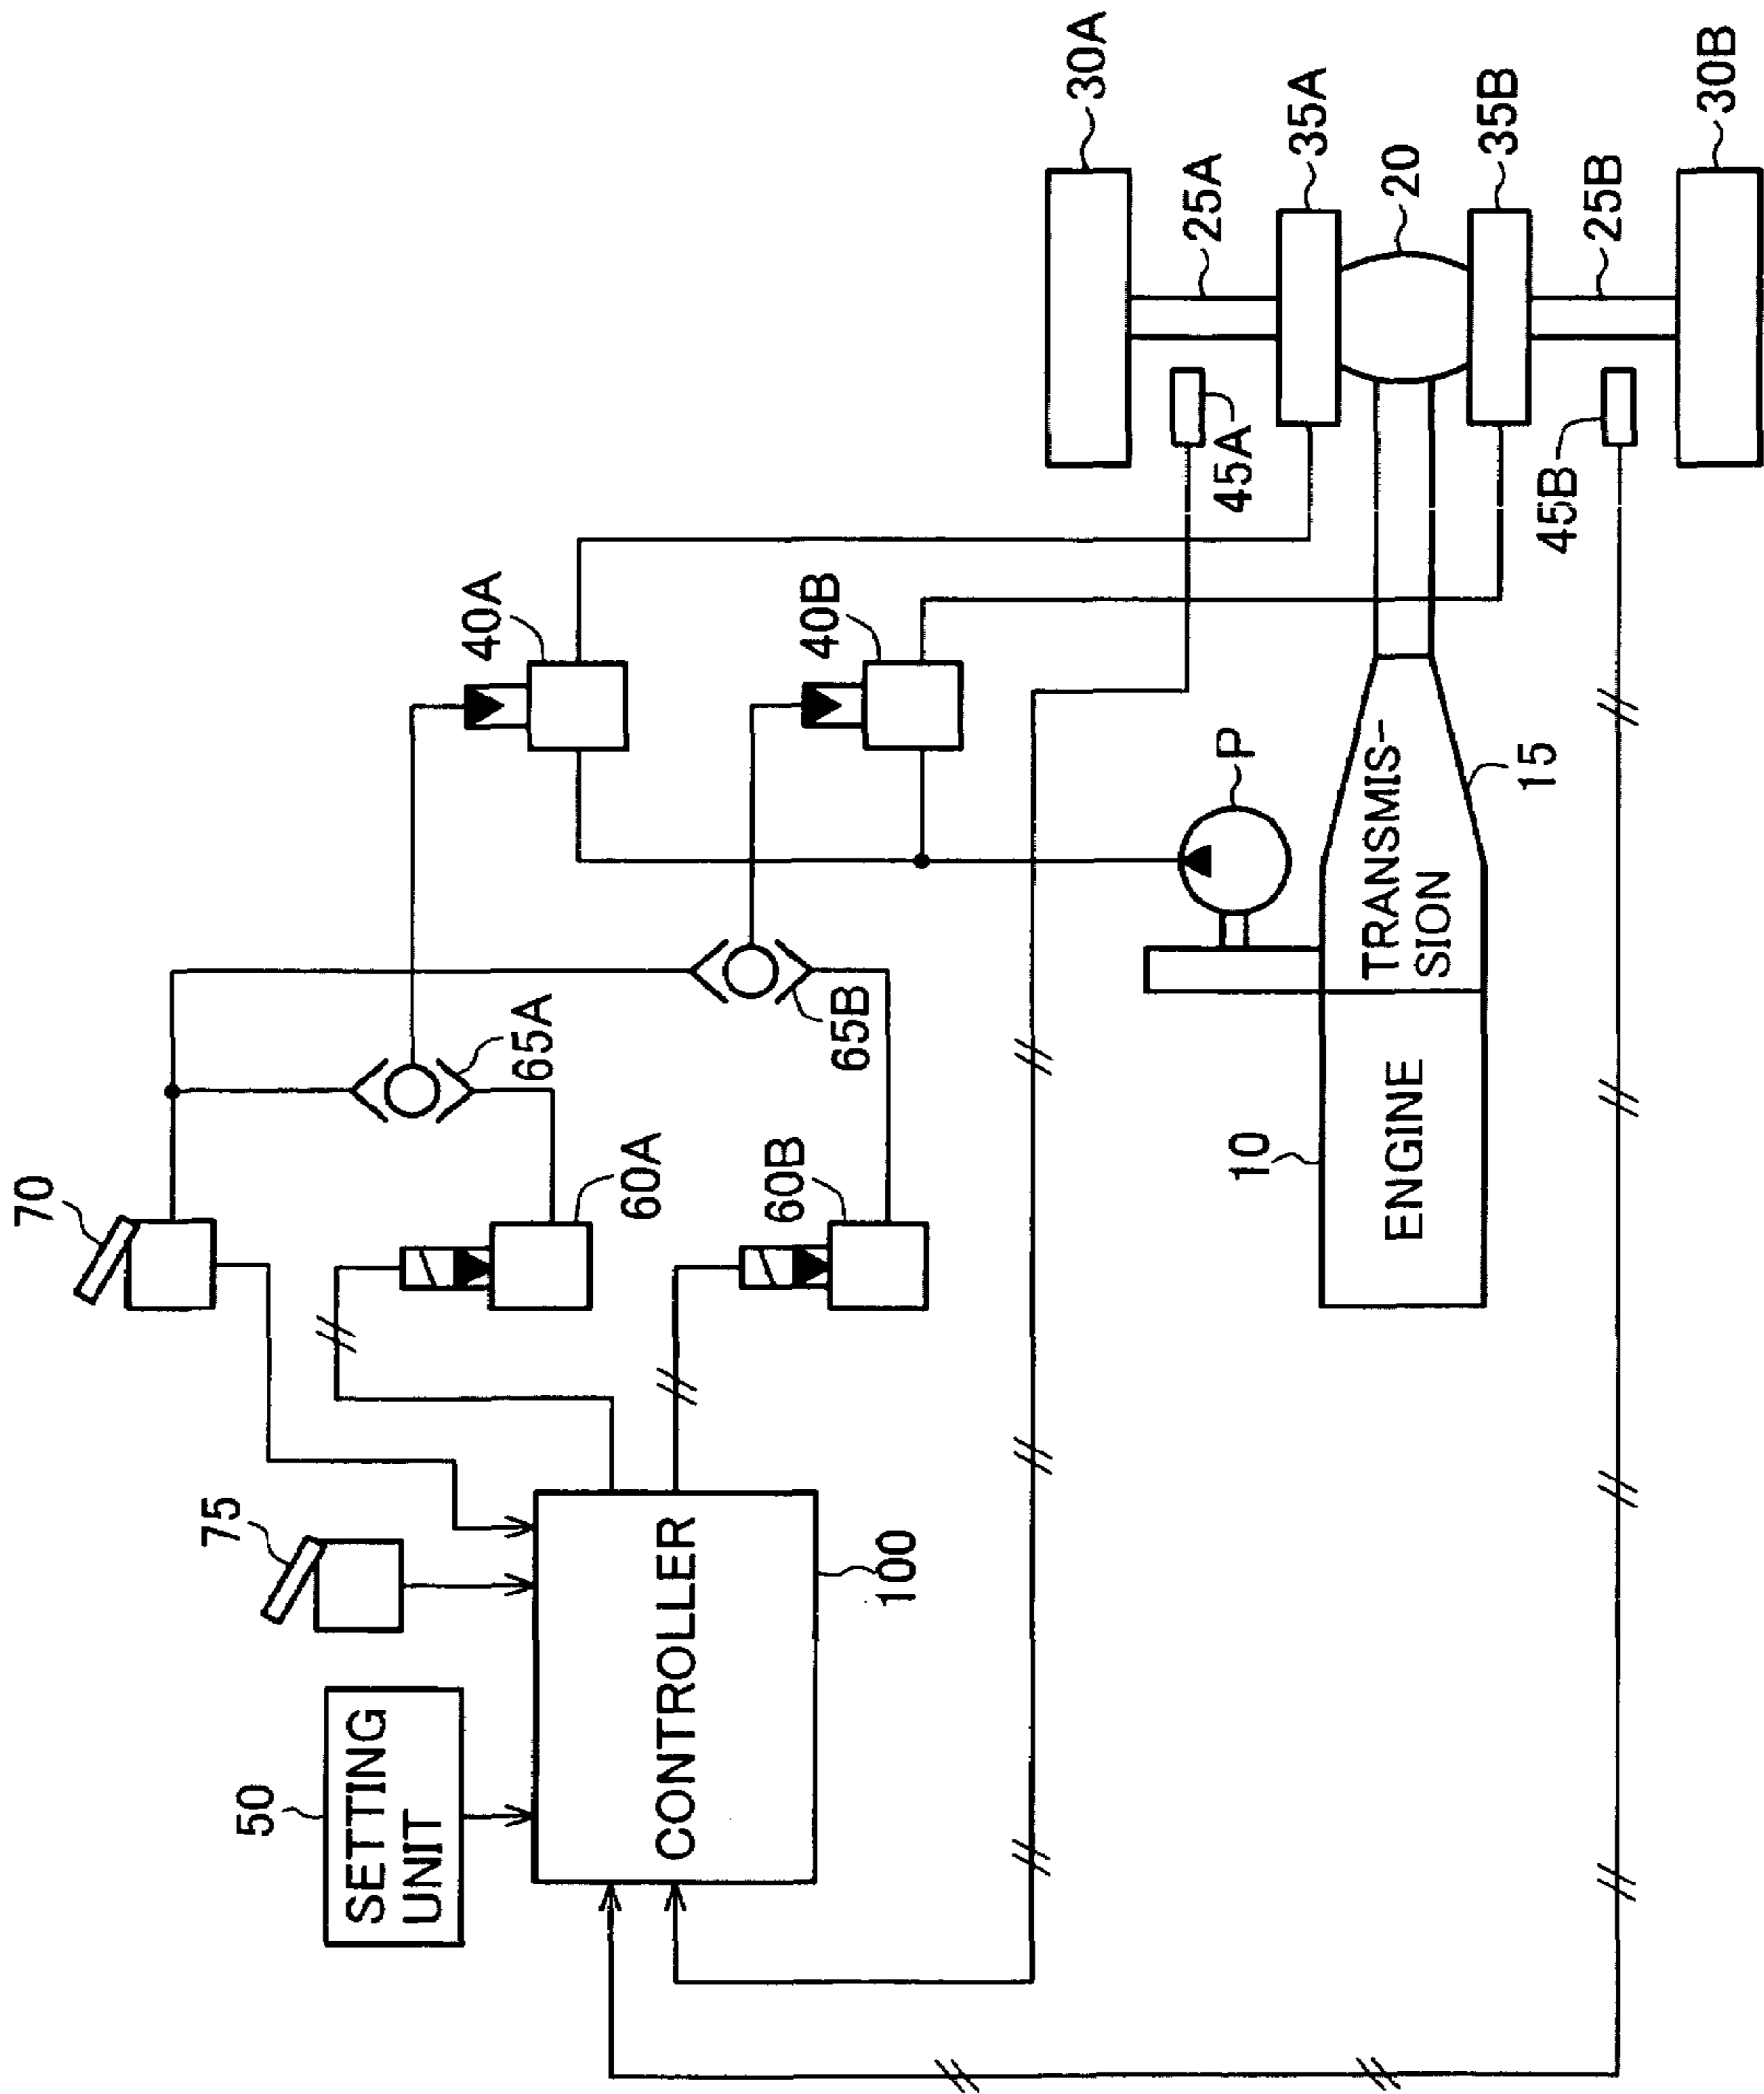 70
75
50
SETTING
UNIT
CONTROLLER
100
60A
60B
65A
65B
40A
40B
P
10
ENGINE
TRANSMIS-
SION
15
30A
25A
35A
20
35B
25B
30B
45A
45B